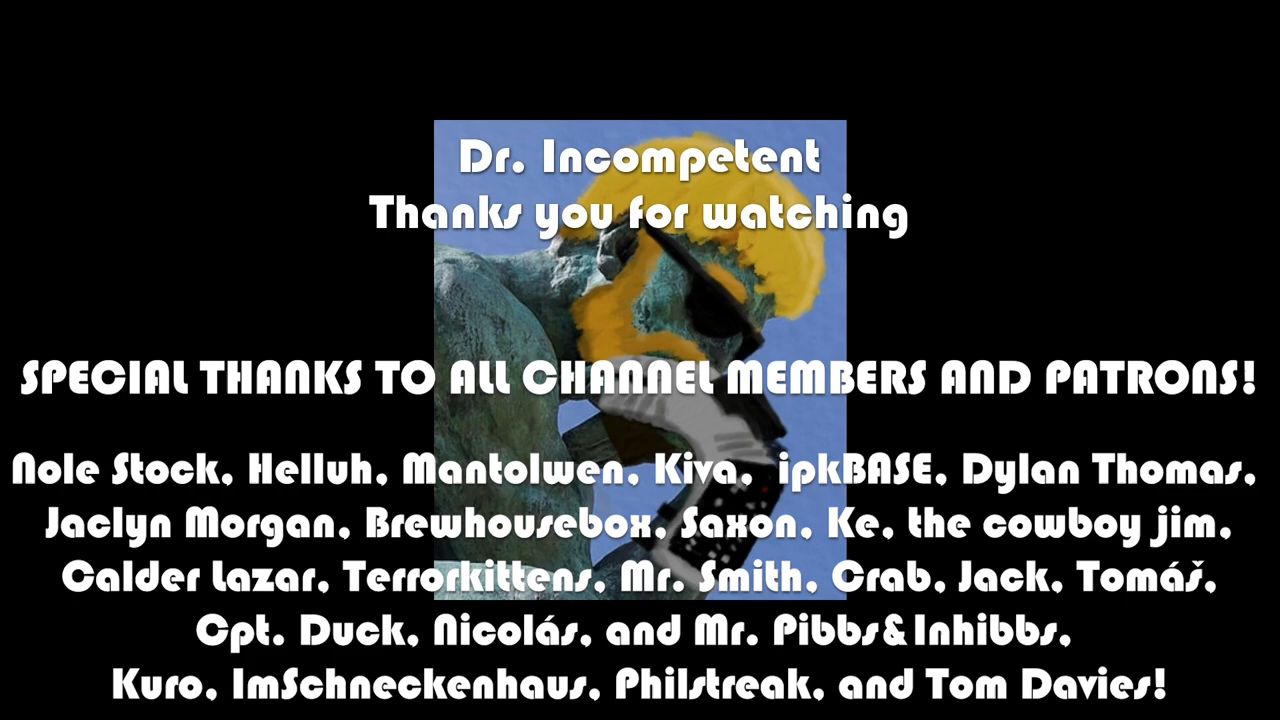 Dr. Incompetent
Thanks you for watching
SPECIAL THANKS TO ALL CHANNEL MEMBERS AND PATRONS!
Nole Stock, Helluh, Mantolwen, Kiva, ipkBASE, Dylan Thomas,
Jaclyn Morgan, Brewhousebox, Saxon, Ke, the cowboy jim,
Calder Lazar, Terrorkittens, Mr. Smith, Crab, Jack, Tomáš,
Cpt. Duck, Nicolás, and Mr. Pibbs&Inhibbs,
Kuro, ImSchneckenhaus, Philstreak, and Tom Davies!